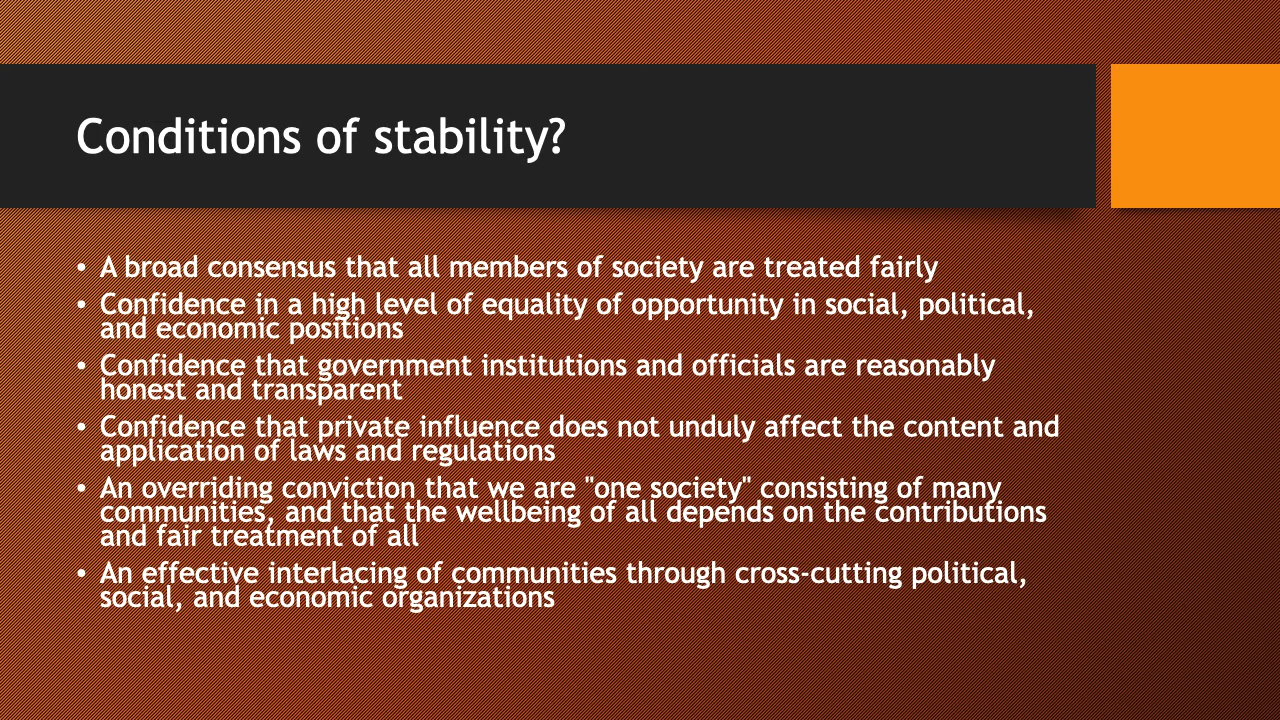 Conditions of stability?
• A broad consensus that all members of society are treated fairly
• Confidence in a high level of equality of opportunity in social, political,
and economic positions
• Confidence that government institutions and officials are reasonably
honest and transparent
• Confidence that private influence does not unduly affect the content and
application of laws and regulations
• An overriding conviction that we are "one society" consisting of many
communities, and that the wellbeing of all depends on the contributions
and fair treatment of all
• An effective interlacing of communities through cross-cutting political,
social, and economic organizations